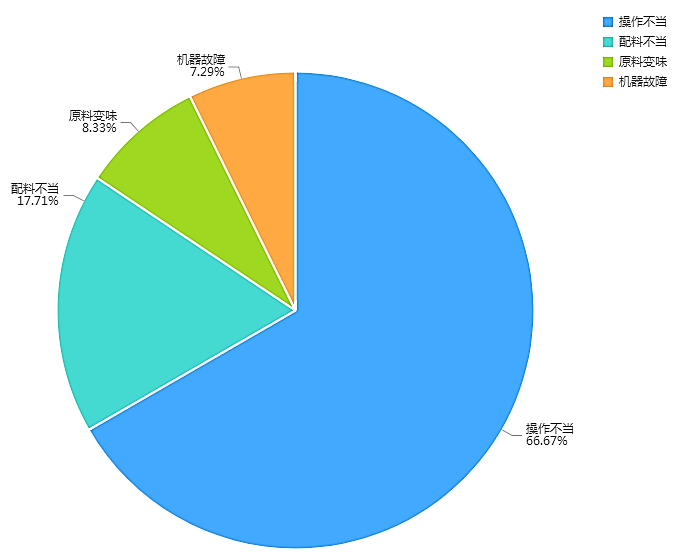 操作不当
配料不当
原料变味
机器故障
机器故障
7.29%
原料变味
8.33%
配料不当
17.71%
操作不当
66.67%